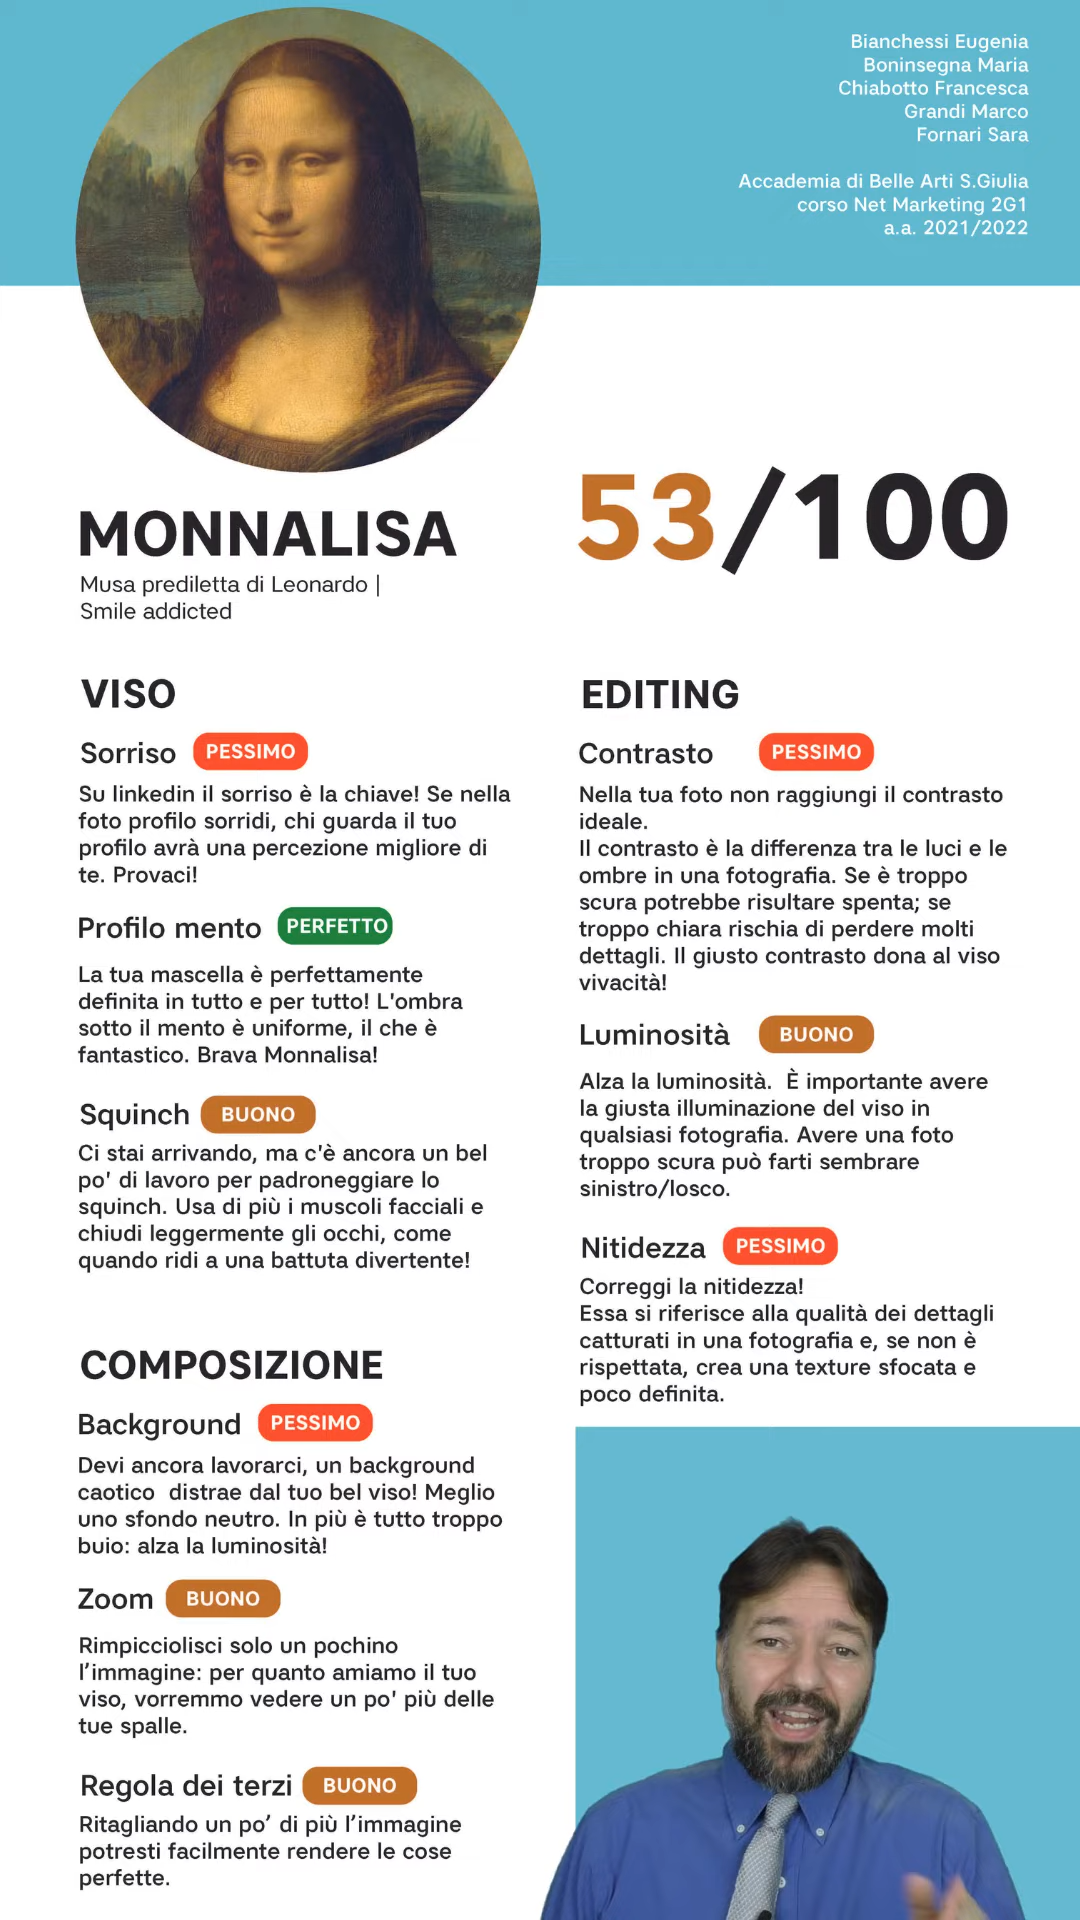 Bianchessi Eugenia
Boninsegna Maria
Chiabotto Francesca
Grandi Marco
Fornari Sara
Accademia di Belle Arti S.Giulia
corso Net Marketing 2G1
a.a. 2021/2022
53/100
MONNALISA
Musa prediletta di Leonardo |
Smile addicted
VISO
Sorriso PESSIMO
Su linkedin il sorriso è la chiave! Se nella
foto profilo sorridi, chi guarda il tuo
profilo avrà una percezione migliore di
te. Provaci!
Profilo mento PERFETTO
La tua mascella è perfettamente
definita in tutto e per tutto! L'ombra
sotto il mento è uniforme, il che è
fantastico. Brava Monnalisa!
Squinch BUONO
Ci stai arrivando, ma c'è ancora un bel
po' di lavoro per padroneggiare lo
squinch. Usa di più i muscoli facciali e
chiudi leggermente gli occhi, come
quando ridi a una battuta divertente!
COMPOSIZIONE
Background PESSIMO
Devi ancora lavorarci, un background
caotico  distrae dal tuo bel viso! Meglio
uno sfondo neutro. In più è tutto troppo
buio: alza la luminosità!
Zoom BUONO
Rimpicciolisci solo un pochino
l’immagine: per quanto amiamo il tuo
viso, vorremmo vedere un po' più delle
tue spalle.
Regola dei terzi BUONO
Ritagliando un po’ di più l’immagine
potresti facilmente rendere le cose
perfette.
EDITING
Contrasto PESSIMO
Nella tua foto non raggiungi il contrasto
ideale.
Il contrasto è la differenza tra le luci e le
ombre in una fotografia. Se è troppo
scura potrebbe risultare spenta; se
troppo chiara rischia di perdere molti
dettagli. Il giusto contrasto dona al viso
vivacità!
Luminosità BUONO
Alza la luminosità.  È importante avere
la giusta illuminazione del viso in
qualsiasi fotografia. Avere una foto
troppo scura può farti sembrare
sinistro/losco.
Nitidezza PESSIMO
Correggi la nitidezza!
Essa si riferisce alla qualità dei dettagli
catturati in una fotografia e, se non è
rispettata, crea una texture sfocata e
poco definita.